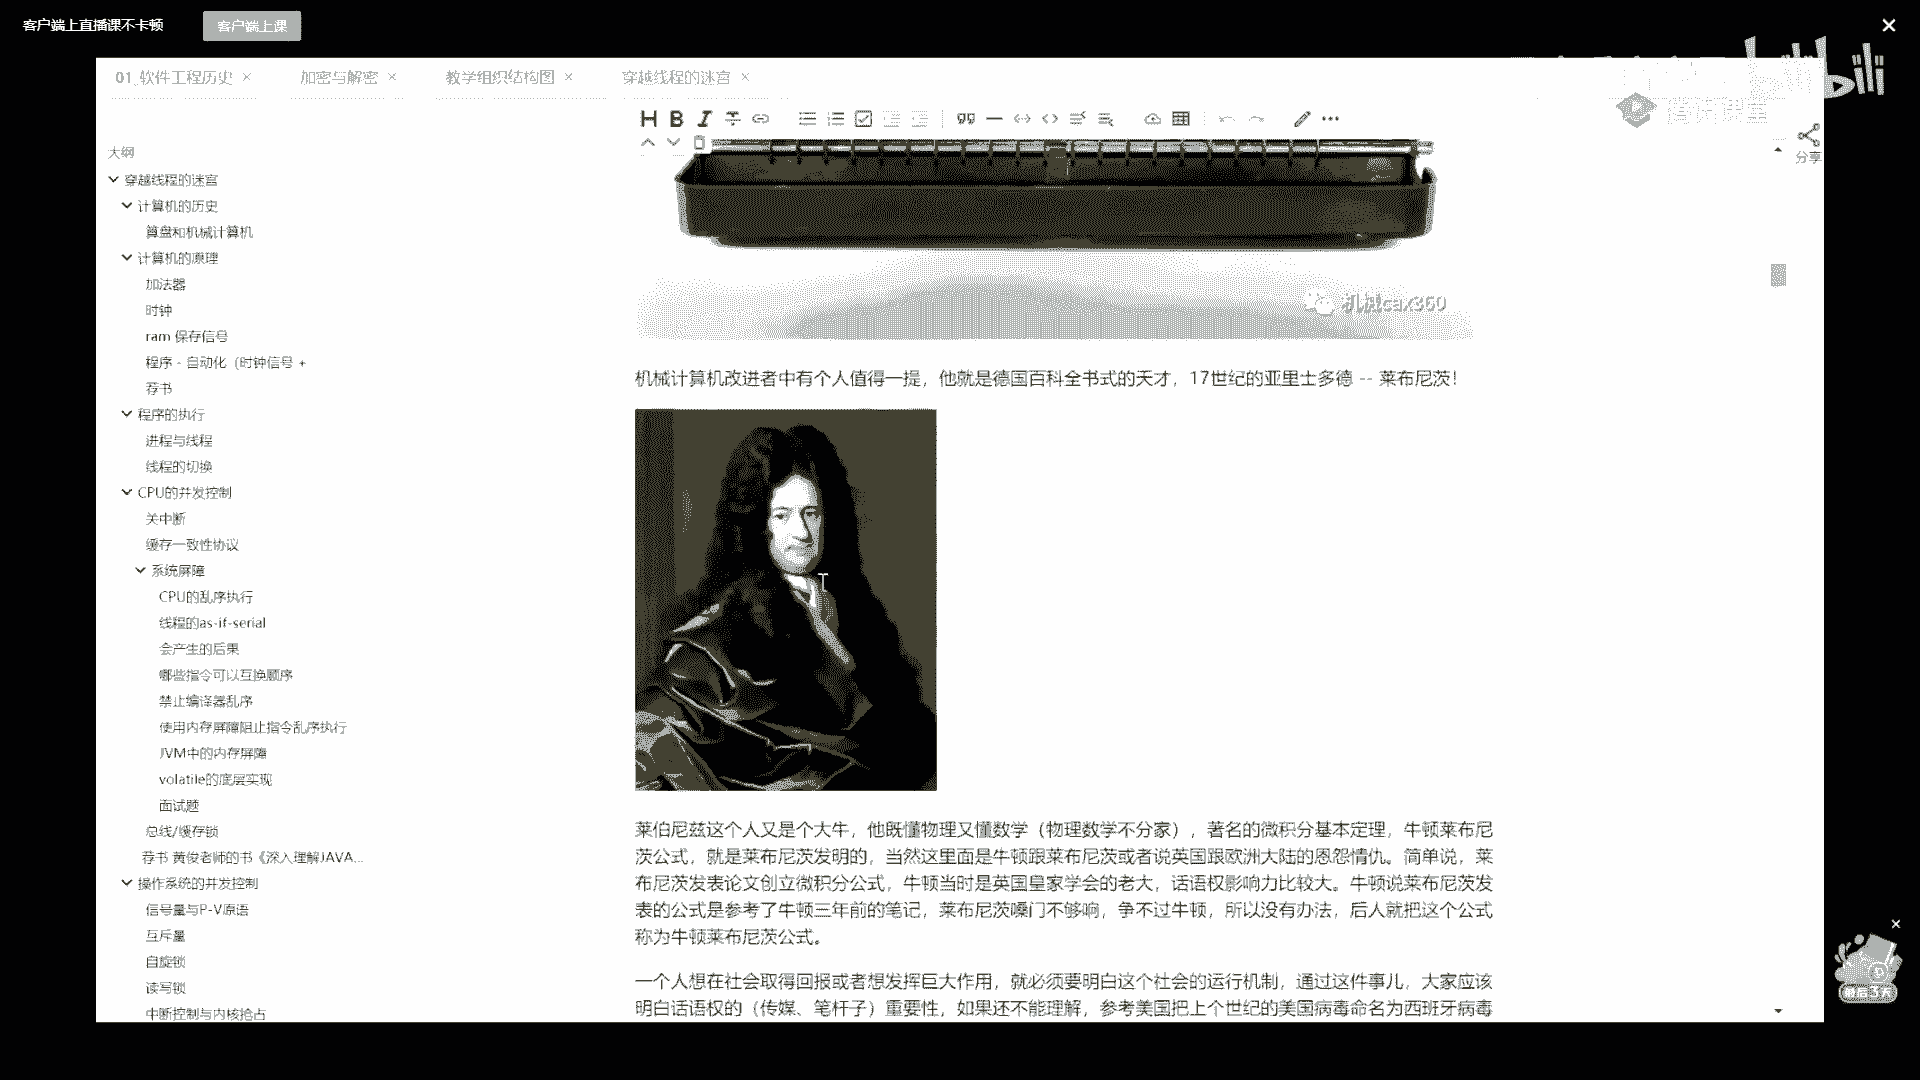 客户端上直播课不卡顿
客户端上课
bilibili
01_软件工程历史
加密与解密
教学组织结构图
穿越线程的迷宫
腾讯课堂
分享
大纲
穿越线程的迷宫
计算机的历史
算盘和机械计算机
计算机的原理
加法器
时钟
ram 保存信号
程序 - 自动化（时钟信号 +
荐书
程序的执行
进程与线程
线程的切换
CPU的并发控制
关中断
缓存一致性协议
系统屏障
CPU的乱序执行
线程的as-if-serial
会产生的后果
哪些指令可以互换顺序
禁止编译器乱序
使用内存屏障阻止指令乱序执行
JVM中的内存屏障
volatile的底层实现
面试题
总线/缓存锁
荐书 黄俊老师的书《深入理解JAVA...
操作系统的并发控制
信号量与P-V原语
互斥量
自旋锁
读写锁
中断控制与内核抢占
机械cax360
机械计算机改进者中有个人值得一提，他就是德国百科全书式的天才，17世纪的亚里士多德 -- 莱布尼茨！
莱伯尼兹这个人又是个大牛，他既懂物理又懂数学（物理数学不分家），著名的微积分基本定理，牛顿莱布尼
茨公式，就是莱布尼茨发明的，当然这里面是牛顿跟莱布尼茨或者说英国跟欧洲大陆的恩怨情仇。简单说，莱
布尼茨发表论文创立微积分公式，牛顿当时是英国皇家学会的老大，话语权影响力比较大。牛顿说莱布尼茨发
表的公式是参考了牛顿三年前的笔记，莱布尼茨嗓门不够响，争不过牛顿，所以没有办法，后人就把这个公式
称为牛顿莱布尼茨公式。
一个人想在社会取得回报或者想发挥巨大作用，就必须要明白这个社会的运行机制，通过这件事儿，大家应该
明白话语权的（传媒、笔杆子）重要性，如果还不能理解，参考美国把上个世纪的美国病毒命名为西班牙病毒
最后3天